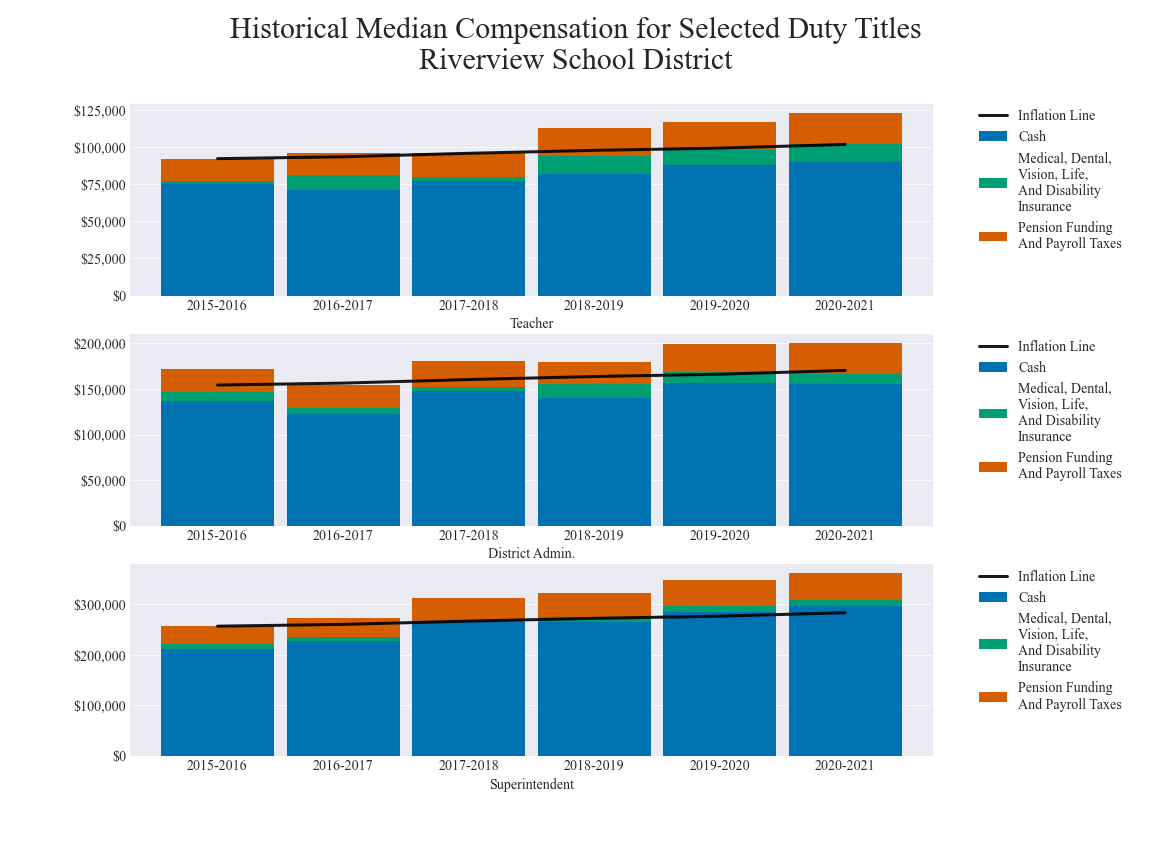 Historical Median Compensation for Selected Duty Titles
Riverview School District
$125,000
$100,000
$75,000
$50,000
$25,000
$0
2015-2016 2016-2017 2017-2018 2018-2019 2019-2020 2020-2021
Teacher
Inflation Line
Cash
Medical, Dental,
Vision, Life,
And Disability
Insurance
Pension Funding
And Payroll Taxes
$200,000
$150,000
$100,000
$50,000
$0
2015-2016 2016-2017 2017-2018 2018-2019 2019-2020 2020-2021
District Admin.
Inflation Line
Cash
Medical, Dental,
Vision, Life,
And Disability
Insurance
Pension Funding
And Payroll Taxes
$300,000
$200,000
$100,000
$0
2015-2016 2016-2017 2017-2018 2018-2019 2019-2020 2020-2021
Superintendent
Inflation Line
Cash
Medical, Dental,
Vision, Life,
And Disability
Insurance
Pension Funding
And Payroll Taxes